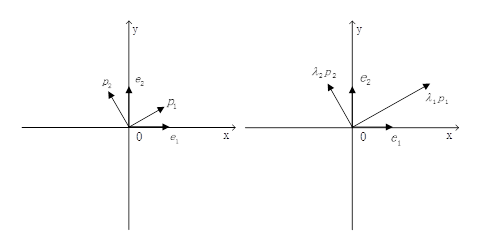 y
p₂
e₂
p₁
0
e₁
x
y
λ₂p₂
e₂
λ₁p₁
0
e₁
x